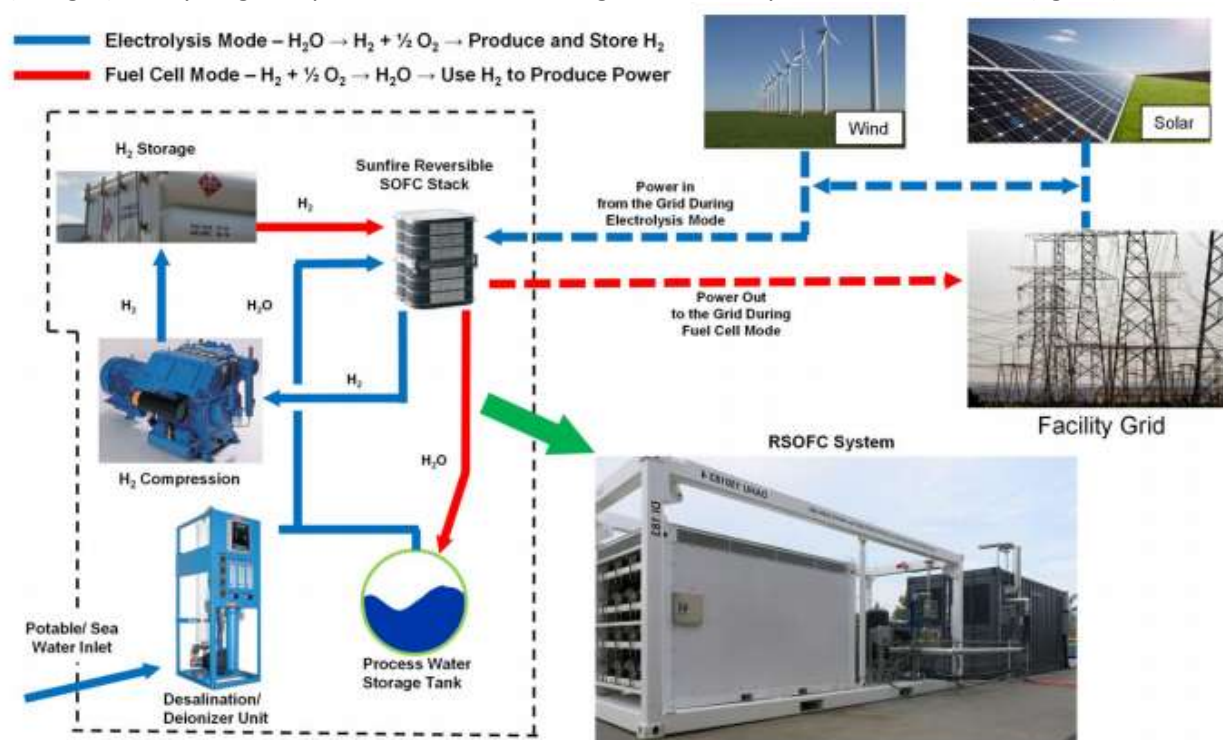 Electrolysis Mode – H₂O → H₂ + ½ O₂ → Produce and Store H₂
Fuel Cell Mode – H₂ + ½ O₂ → H₂O → Use H₂ to Produce Power
Wind
Solar
H₂ Storage
Sunfire Reversible
SOFC Stack
H₂
Power in
from the Grid During
Electrolysis Mode
H₂
H₂O
Power Out
to the Grid During
Fuel Cell Mode
H₂
H₂ Compression
H₂O
Facility Grid
RSOFC System
Potable/ Sea
Water Inlet
Desalination/
Deionizer Unit
Process Water
Storage Tank